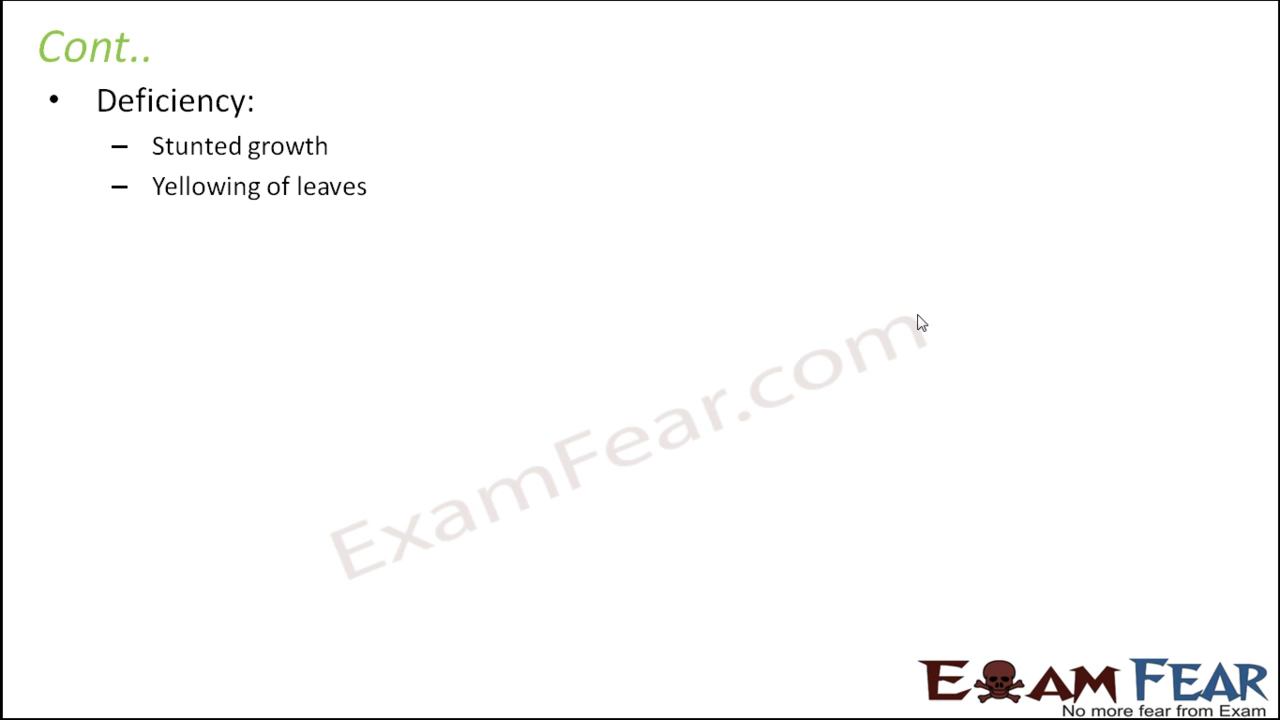 Cont..
• Deficiency:
– Stunted growth
– Yellowing of leaves
ExamFear.com
EXAM FEAR
No more fear from Exam